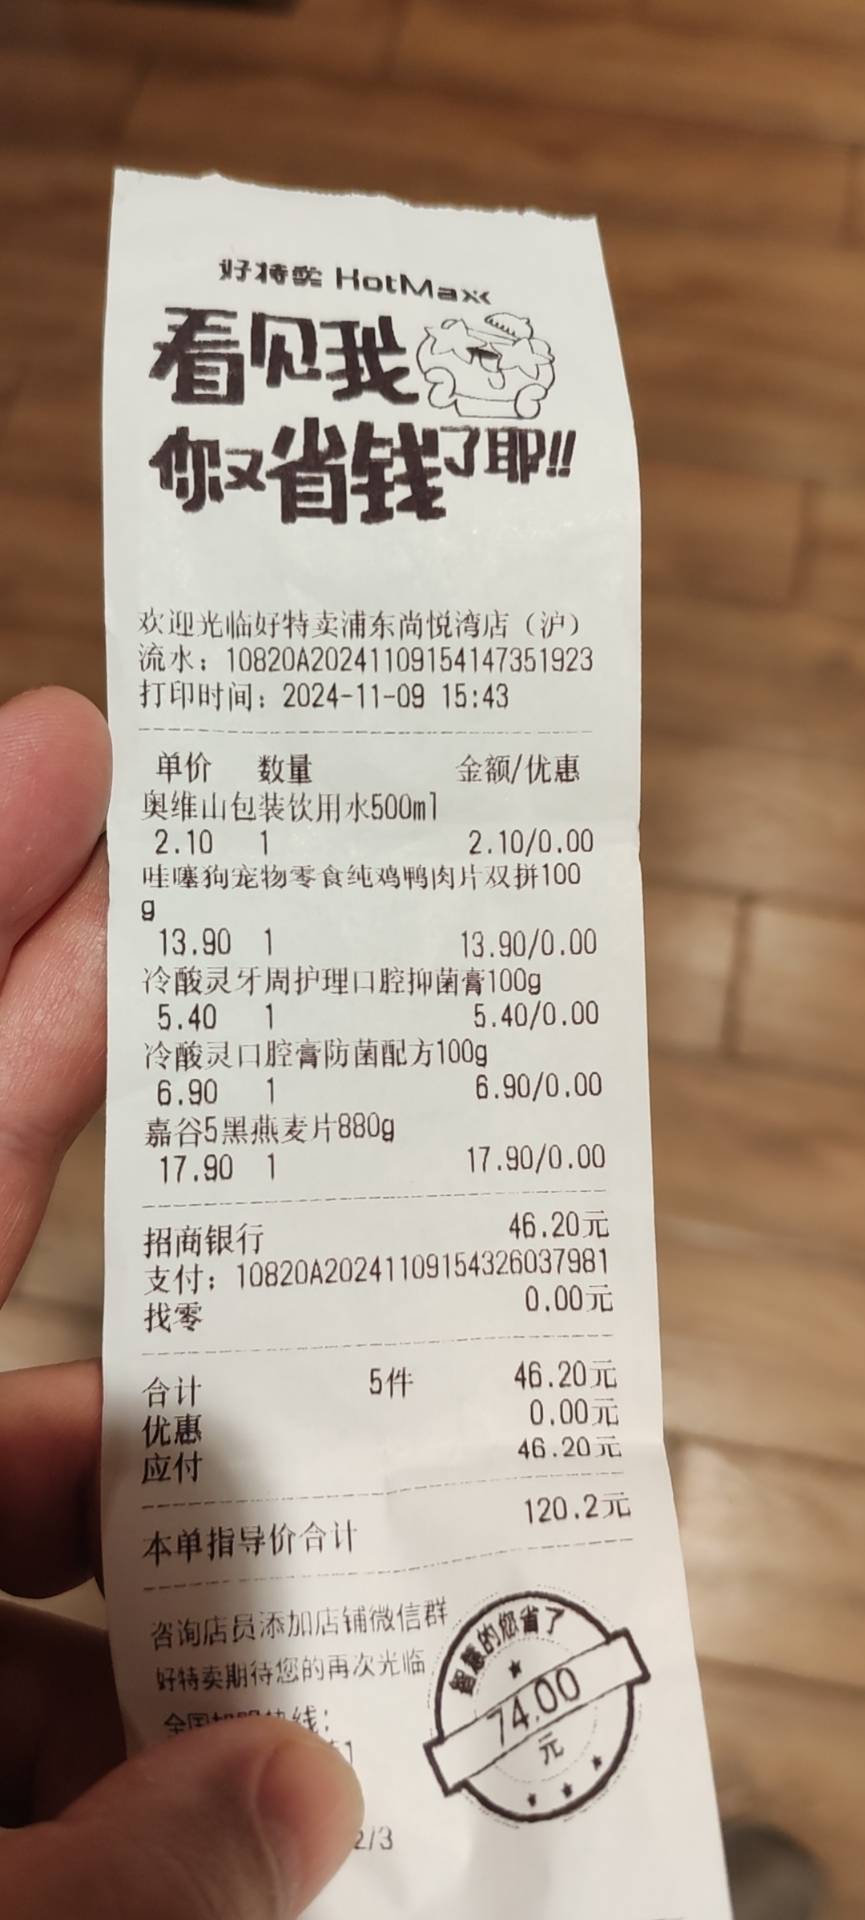 好特卖 HotMaxx
看见我
你又省钱了耶!!
欢迎光临好特卖浦东尚悦湾店（沪）
流水：10820A20241109154147351923
打印时间：2024-11-09 15:43
单价 数量 金额/优惠
奥维山包装饮用水500ml
2.10 1 2.10/0.00
哇噻狗宠物零食纯鸡鸭肉片双拼100
g
13.90 1 13.90/0.00
冷酸灵牙周护理口腔抑菌膏100g
5.40 1 5.40/0.00
冷酸灵口腔膏防菌配方100g
6.90 1 6.90/0.00
嘉谷5黑燕麦片880g
17.90 1 17.90/0.00
招商银行 46.20元
支付：10820A20241109154326037981
找零 0.00元
合计 5件 46.20元
优惠 0.00元
应付 46.20元
本单指导价合计 120.2元
咨询店员添加店铺微信群
好特卖期待您的再次光临
智慧的您省了
74.00
元
全国 线：
2/3